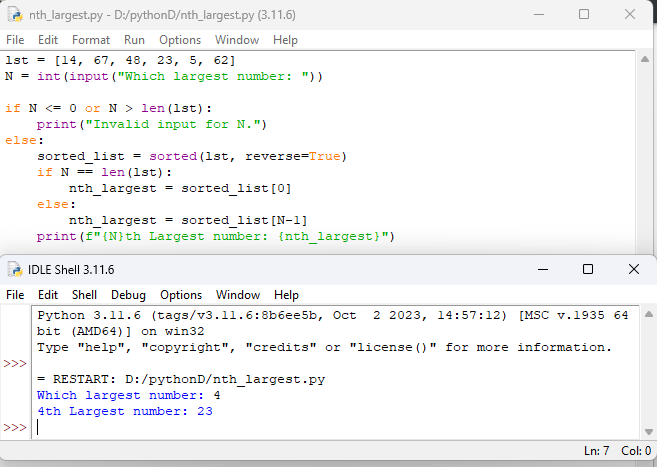 nth_largest.py - D:/pythonD/nth_largest.py (3.11.6)
File Edit Format Run Options Window Help
lst = [14, 67, 48, 23, 5, 62]
N = int(input("Which largest number: "))
if N <= 0 or N > len(lst):
    print("Invalid input for N.")
else:
    sorted_list = sorted(lst, reverse=True)
    if N == len(lst):
        nth_largest = sorted_list[0]
    else:
        nth_largest = sorted_list[N-1]
    print(f"{N}th Largest number: {nth_largest}")
IDLE Shell 3.11.6
File Edit Shell Debug Options Window Help
Python 3.11.6 (tags/v3.11.6:8b6ee5b, Oct  2 2023, 14:57:12) [MSC v.1935 64
bit (AMD64)] on win32
Type "help", "copyright", "credits" or "license()" for more information.
>>>
= RESTART: D:/pythonD/nth_largest.py
Which largest number: 4
4th Largest number: 23
>>>
Ln: 7 Col: 0